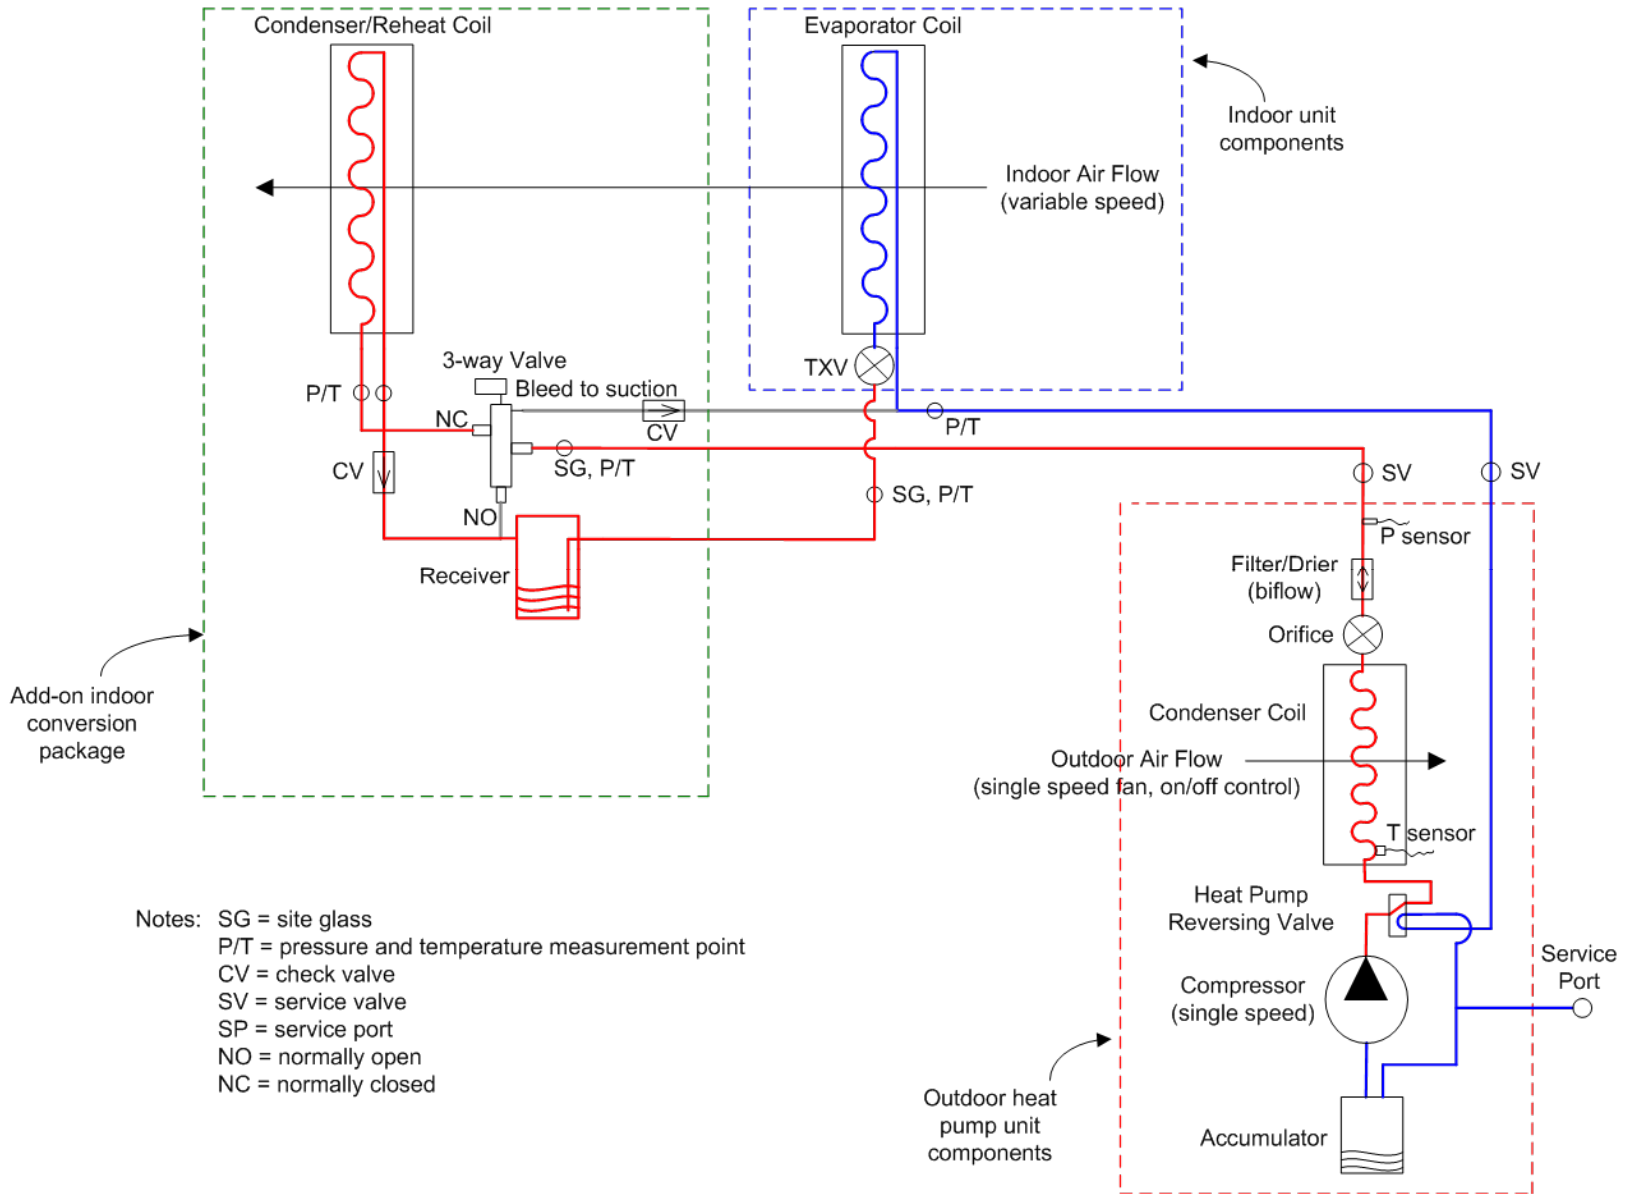 Condenser/Reheat Coil
Evaporator Coil
Indoor unit
components
Indoor Air Flow
(variable speed)
3-way Valve
TXV
P/T
Bleed to suction
NC
CV
P/T
SG, P/T
CV
SV
SV
SG, P/T
NO
P sensor
Receiver
Filter/Drier
(biflow)
Orifice
Add-on indoor
conversion
package
Condenser Coil
Outdoor Air Flow
(single speed fan, on/off control)
T sensor
Heat Pump
Reversing Valve
Service
Port
Compressor
(single speed)
Outdoor heat
pump unit
components
Accumulator
Notes: SG = site glass
P/T = pressure and temperature measurement point
CV = check valve
SV = service valve
SP = service port
NO = normally open
NC = normally closed